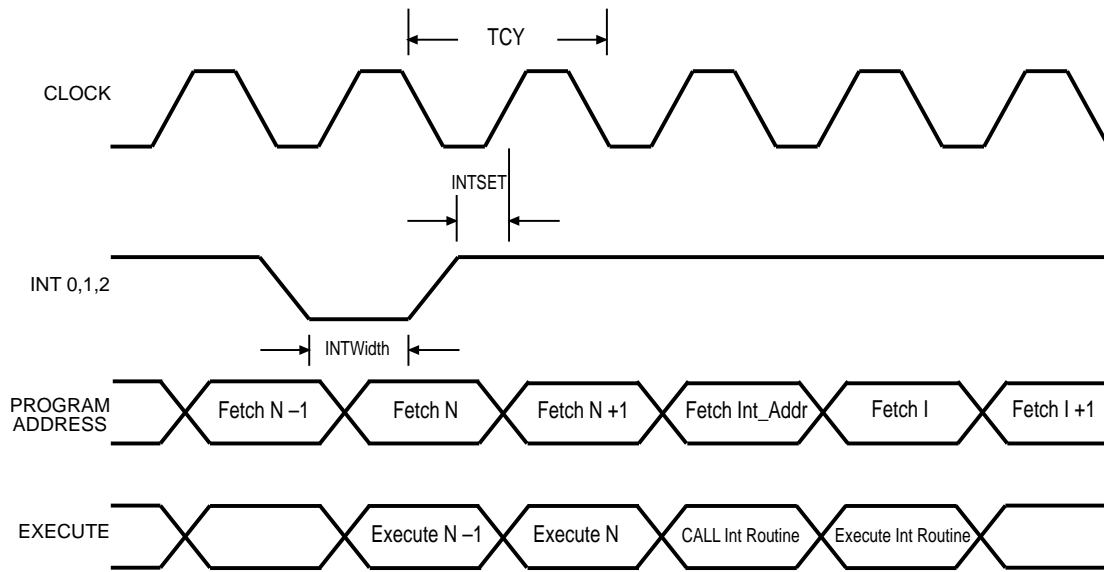 TCY
CLOCK
INTSET
INT 0,1,2
INTWidth
PROGRAM
ADDRESS
Fetch N –1
Fetch N
Fetch N +1
Fetch Int_Addr
Fetch I
Fetch I +1
EXECUTE
Execute N –1
Execute N
CALL Int Routine
Execute Int Routine